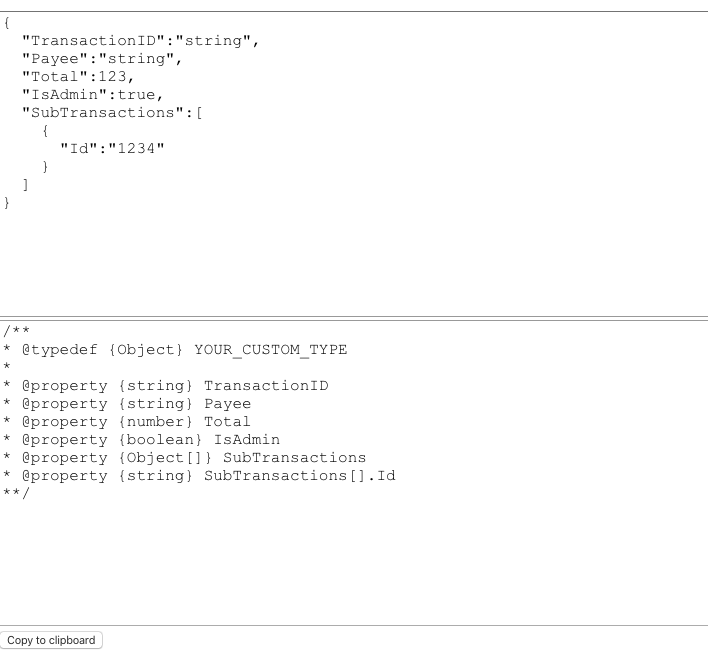 {
  "TransactionID":"string",
  "Payee":"string",
  "Total":123,
  "IsAdmin":true,
  "SubTransactions":[
    {
      "Id":"1234"
    }
  ]
}
/**
* @typedef {Object} YOUR_CUSTOM_TYPE
*
* @property {string} TransactionID
* @property {string} Payee
* @property {number} Total
* @property {boolean} IsAdmin
* @property {Object[]} SubTransactions
* @property {string} SubTransactions[].Id
**/
Copy to clipboard